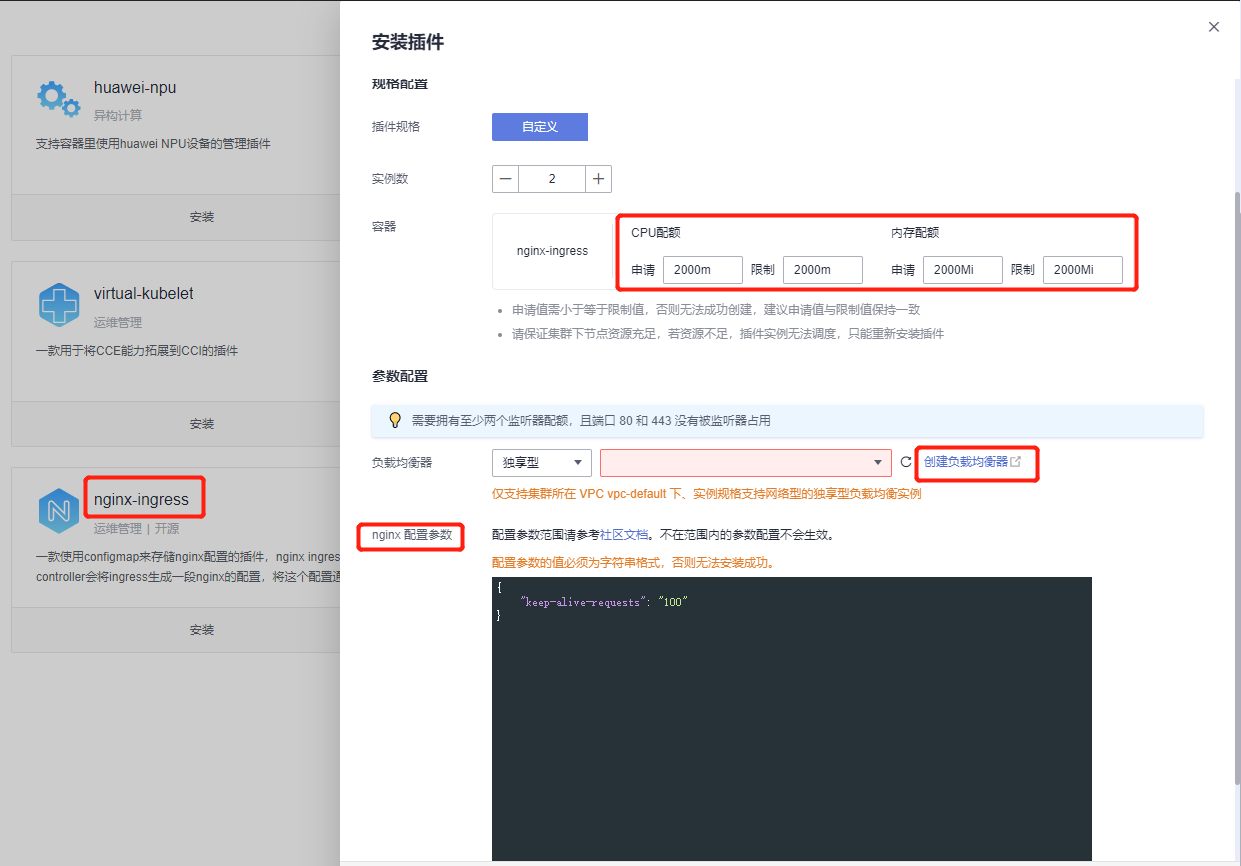 huawei-npu
异构计算
支持容器里使用huawei NPU设备的管理插件
安装
virtual-kubelet
运维管理
一款用于将CCE能力拓展到CCI的插件
安装
nginx-ingress
运维管理 | 开源
一款使用configmap来存储nginx配置的插件，nginx ingres
controller会将ingress生成一段nginx的配置，将这个配置通
安装
安装插件
规格配置
插件规格
自定义
实例数
2
容器
nginx-ingress
CPU配额
内存配额
申请 2000m 限制 2000m 申请 2000Mi 限制 2000Mi
申请值需小于等于限制值，否则无法成功创建，建议申请值与限制值保持一致
请保证集群下节点资源充足，若资源不足，插件实例无法调度，只能重新安装插件
参数配置
需要拥有至少两个监听器配额，且端口 80 和 443 没有被监听器占用
负载均衡器 独享型 创建负载均衡器
仅支持集群所在 VPC vpc-default 下、实例规格支持网络型的独享型负载均衡实例
nginx 配置参数 配置参数范围请参考社区文档。不在范围内的参数配置不会生效。
配置参数的值必须为字符串格式，否则无法安装成功。
{
"keep-alive-requests": "100"
}